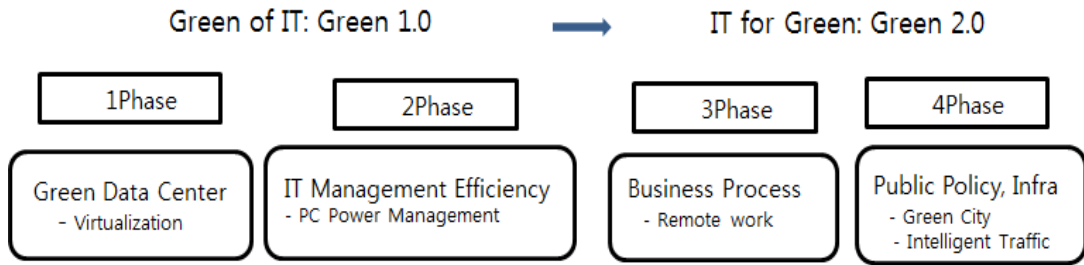 Green of IT: Green 1.0
IT for Green: Green 2.0
1Phase
2Phase
3Phase
4Phase
Green Data Center
- Virtualization
IT Management Efficiency
- PC Power Management
Business Process
- Remote work
Public Policy, Infra
- Green City
- Intelligent Traffic